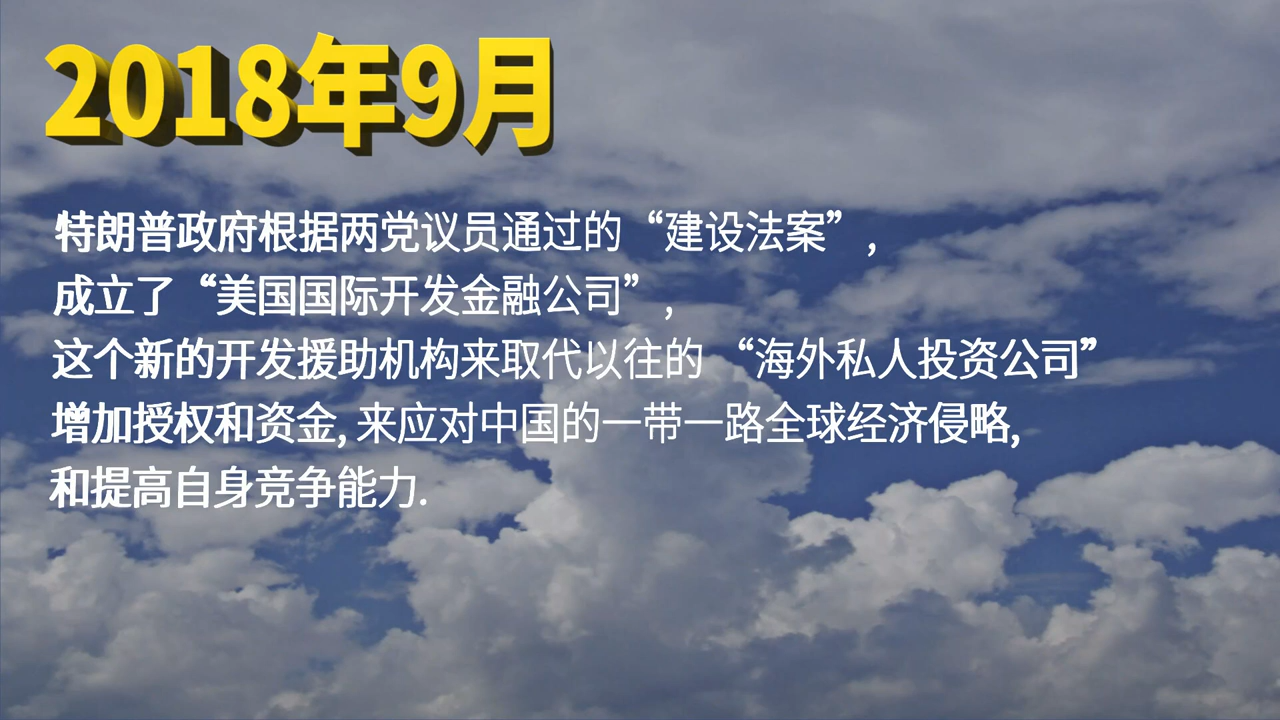 2018年9月
特朗普政府根据两党议员通过的“建设法案”,
成立了“美国国际开发金融公司”,
这个新的开发援助机构来取代以往的“海外私人投资公司”
增加授权和资金, 来应对中国的一带一路全球经济侵略,
和提高自身竞争能力.